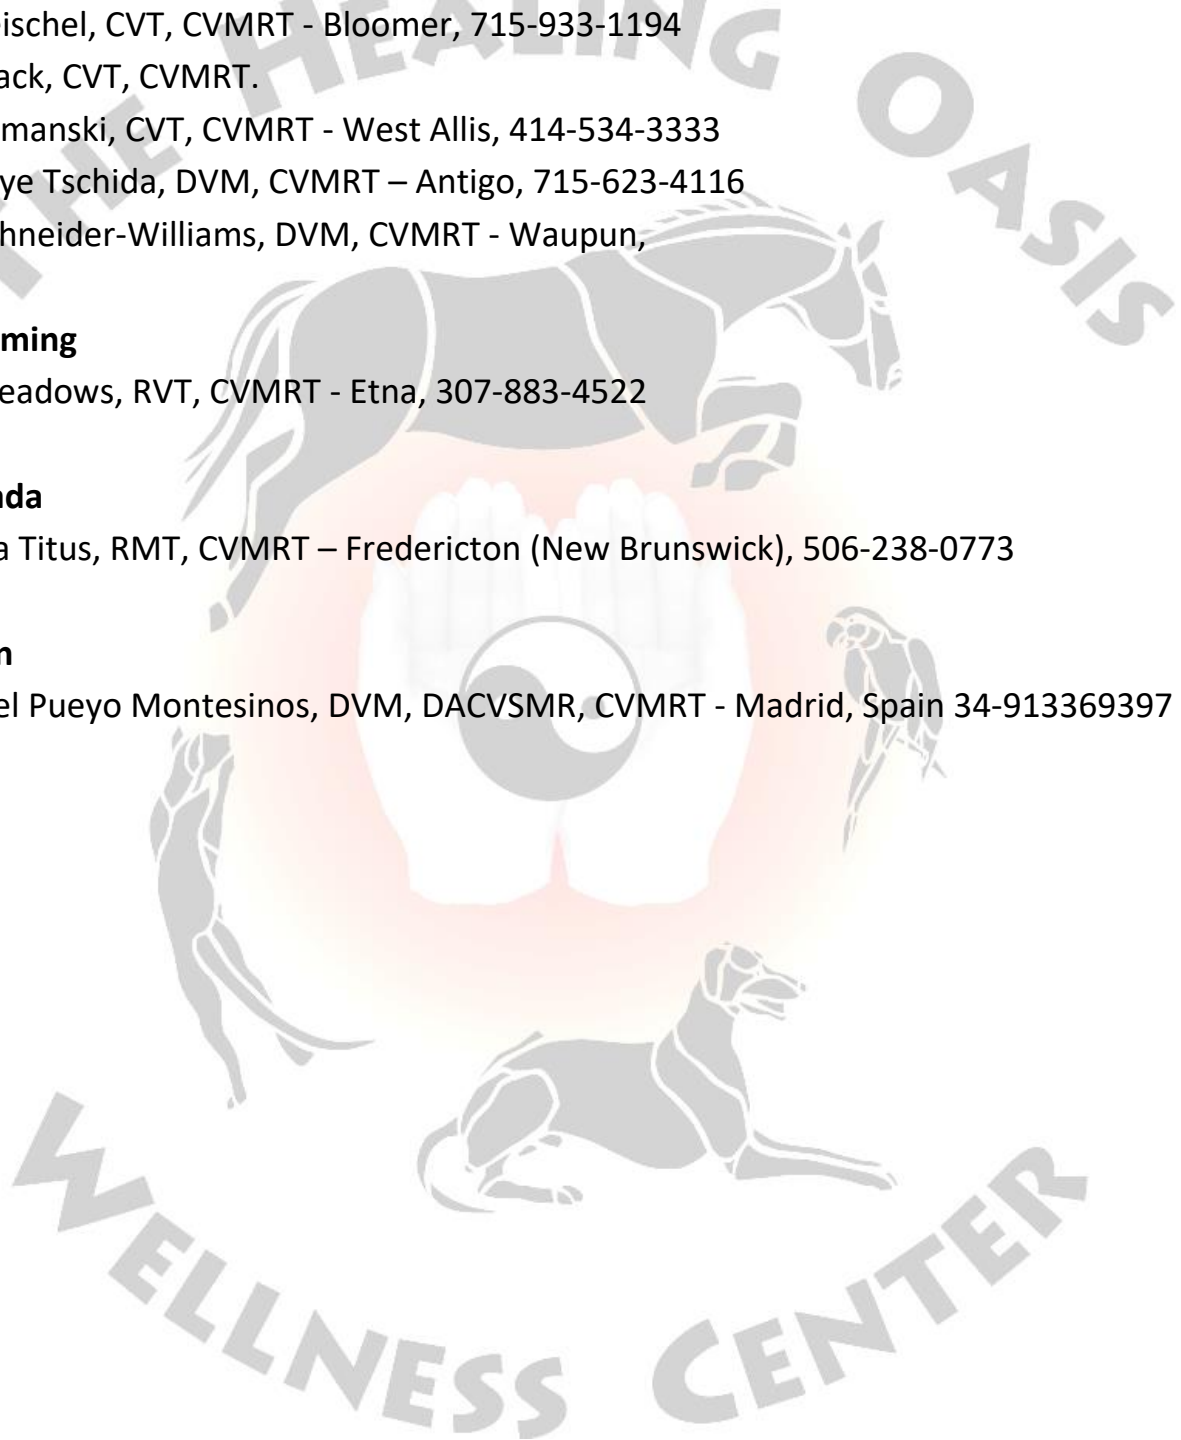 THE HEALING OASIS
ischel, CVT, CVMRT - Bloomer, 715-933-1194
ack, CVT, CVMRT.
manski, CVT, CVMRT - West Allis, 414-534-3333
ye Tschida, DVM, CVMRT – Antigo, 715-623-4116
hneider-Williams, DVM, CVMRT - Waupun,
ming
eadows, RVT, CVMRT - Etna, 307-883-4522
ada
a Titus, RMT, CVMRT – Fredericton (New Brunswick), 506-238-0773
n
el Pueyo Montesinos, DVM, DACVSMR, CVMRT - Madrid, Spain 34-913369397
WELLNESS CENTER